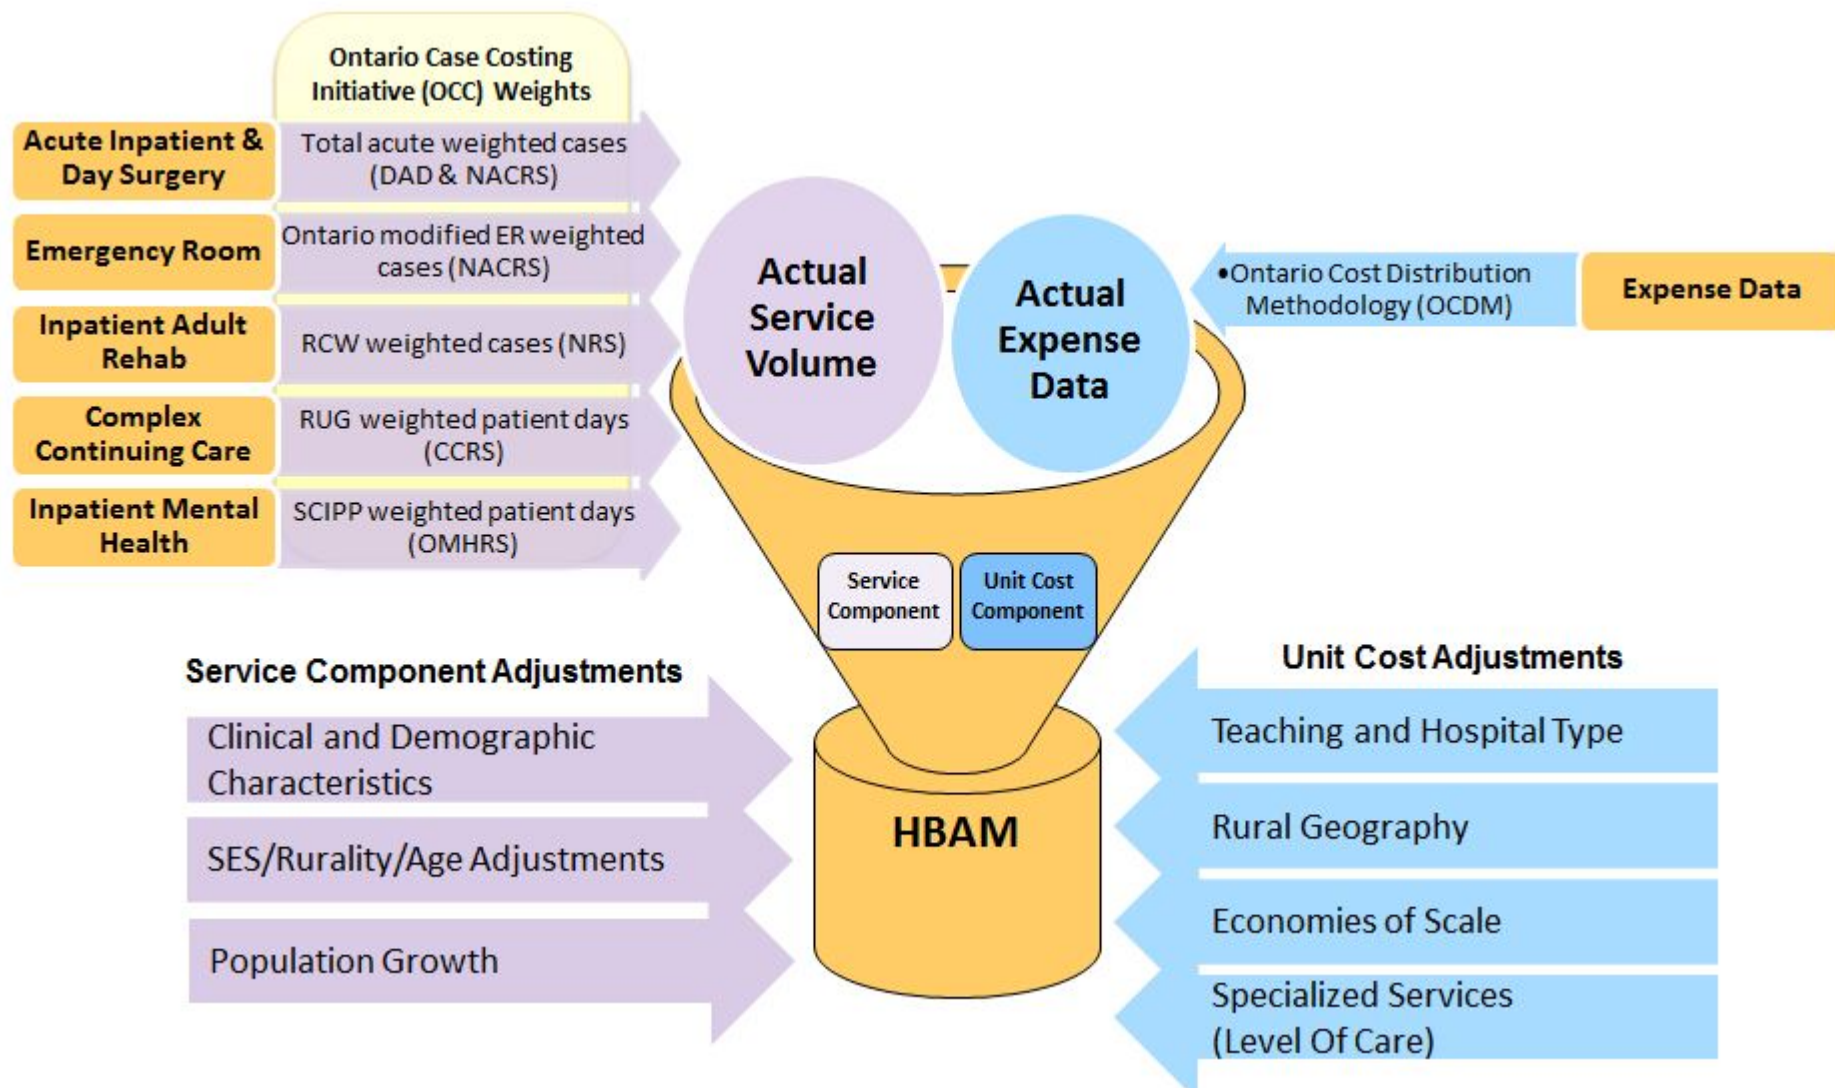 Ontario Case Costing
Initiative (OCC) Weights
Acute Inpatient &
Day Surgery
Total acute weighted cases
(DAD & NACRS)
Emergency Room
Ontario modified ER weighted
cases (NACRS)
Inpatient Adult
Rehab
RCW weighted cases (NRS)
Complex
Continuing Care
RUG weighted patient days
(CCRS)
Inpatient Mental
Health
SCIPP weighted patient days
(OMHRS)
Actual
Service
Volume
Actual
Expense
Data
•Ontario Cost Distribution
Methodology (OCDM)
Expense Data
Service
Component
Unit Cost
Component
Service Component Adjustments
Clinical and Demographic
Characteristics
SES/Rurality/Age Adjustments
Population Growth
HBAM
Unit Cost Adjustments
Teaching and Hospital Type
Rural Geography
Economies of Scale
Specialized Services
(Level Of Care)